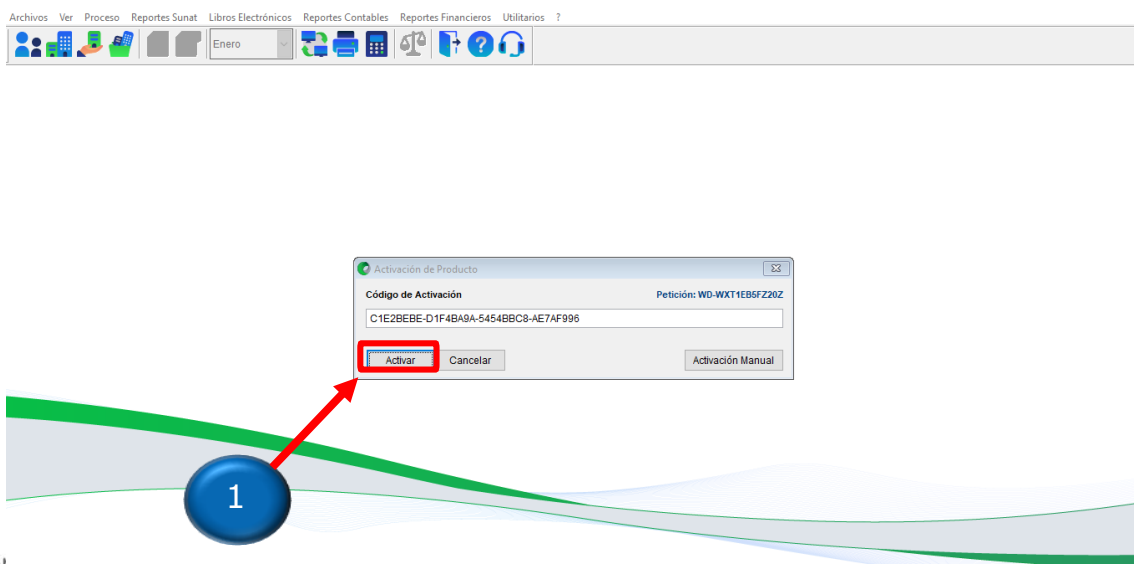 Archivos Ver Proceso Reportes Sunat Libros Electrónicos Reportes Contables Reportes Financieros Utilitarios ?
Enero
Activación de Producto
Código de Activación Petición: WD-WXT1EB5FZ20Z
C1E2BEBE-D1F4BA9A-5454BBC8-AE7AF996
Activar Cancelar Activación Manual
1